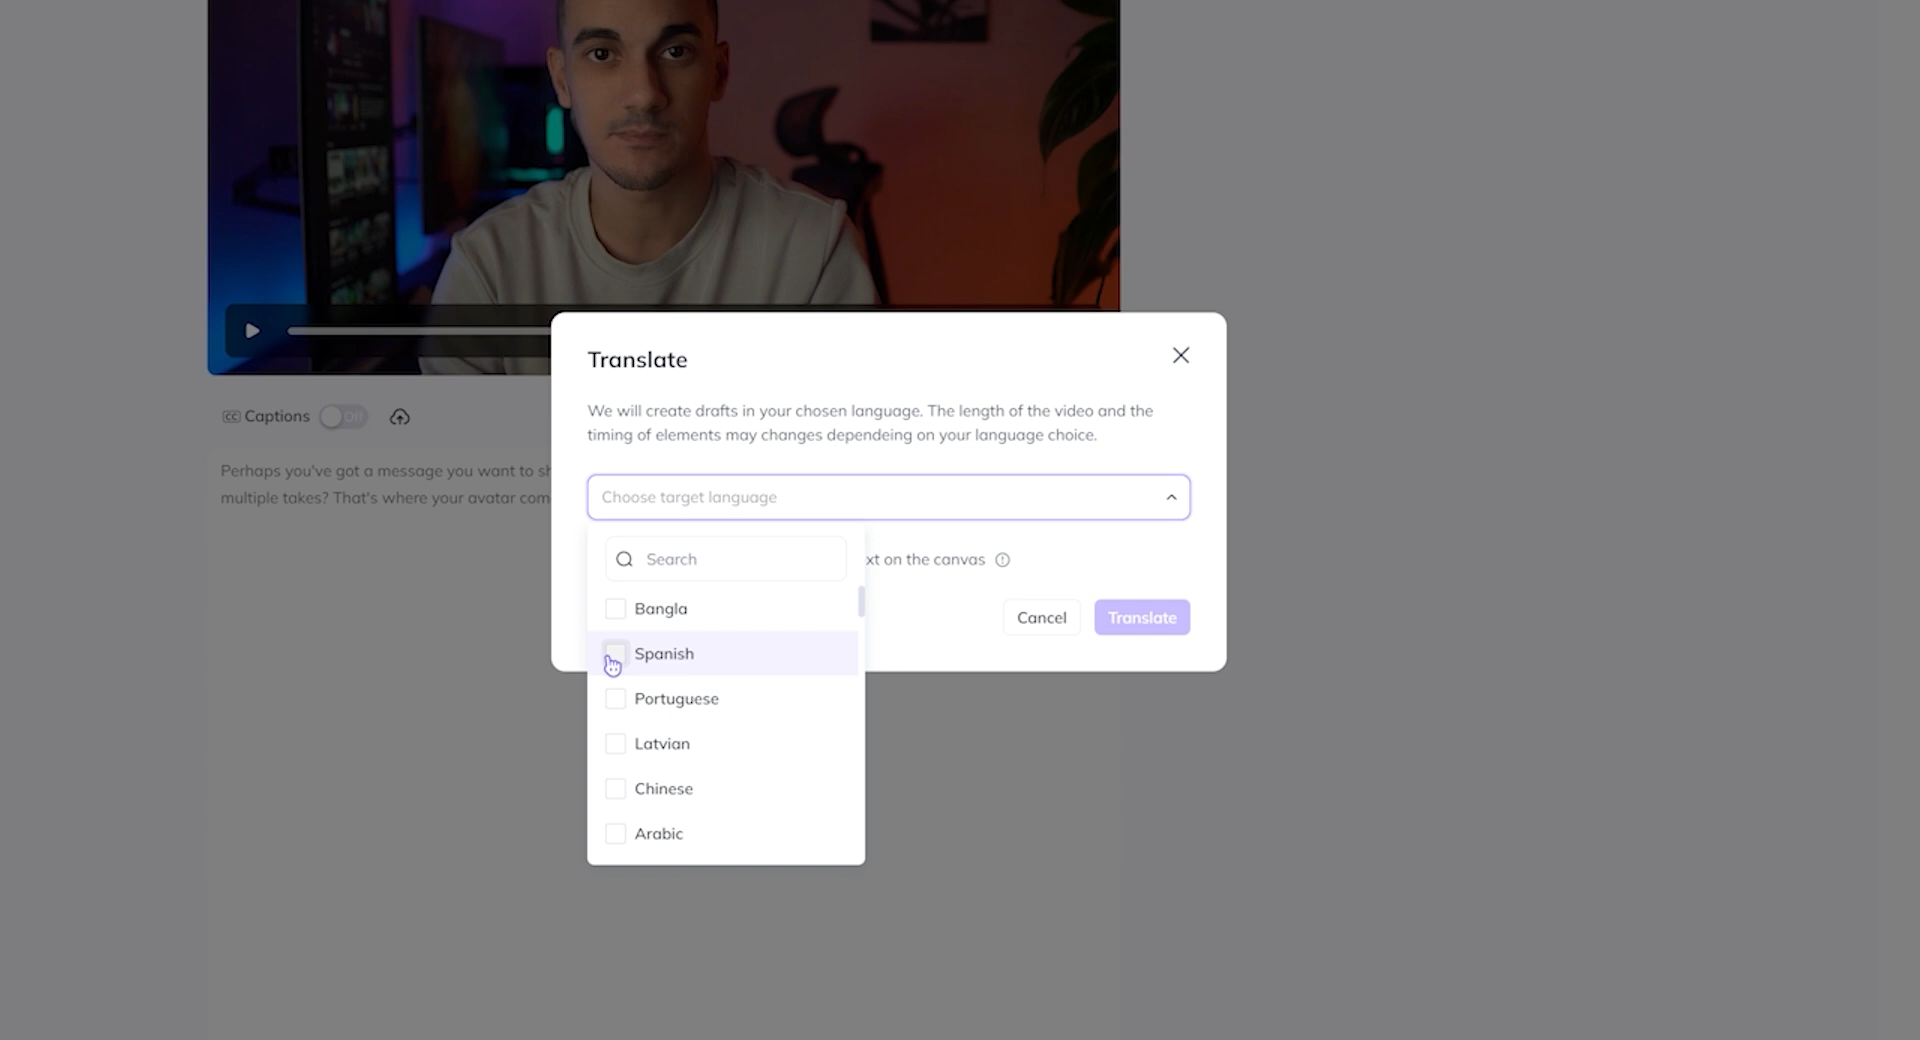 Translate
We will create drafts in your chosen language. The length of the video and the
timing of elements may changes dependeing on your language choice.
Choose target language
Search
xt on the canvas
Bangla
Spanish
Portuguese
Latvian
Chinese
Arabic
Cancel
Translate
CC Captions
Off
Perhaps you've got a message you want to sh
multiple takes? That's where your avatar com